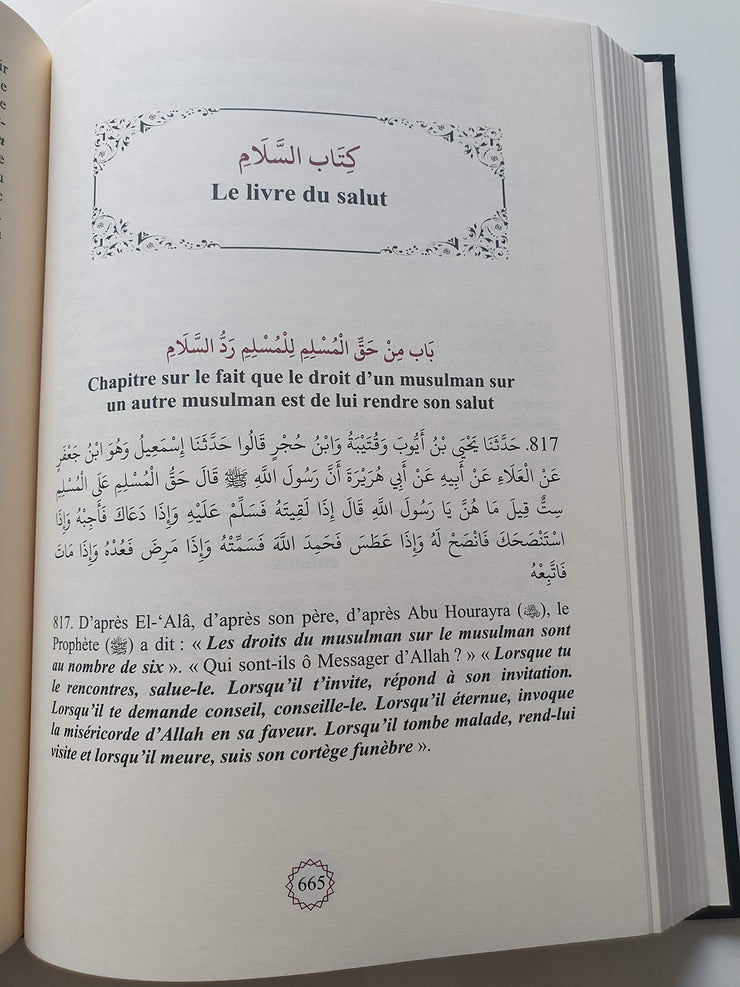 كِتَاب السَّلَامِ
Le livre du salut
بَاب مِنْ حَقِّ الْمُسْلِمِ لِلْمُسْلِمِ رَدُّ السَّلَامِ
Chapitre sur le fait que le droit d'un musulman sur
un autre musulman est de lui rendre son salut
817. حَدَّثَنَا يَحْيَى بْنُ أَيُّوبَ وَقُتَيْبَةُ وَابْنُ حُجْرٍ قَالُوا حَدَّثَنَا إِسْمَعِيلُ وَهُوَ ابْنُ جَعْفَرٍ
عَنْ الْعَلَاءِ عَنْ أَبِيهِ عَنْ أَبِي هُرَيْرَةَ أَنَّ رَسُولَ اللَّهِ ﷺ قَالَ حَقُّ الْمُسْلِمِ عَلَى الْمُسْلِمِ
سِتٌّ قِيلَ مَا هُنَّ يَا رَسُولَ اللَّهِ قَالَ إِذَا لَقِيتَهُ فَسَلِّمْ عَلَيْهِ وَإِذَا دَعَاكَ فَأَجِبْهُ وَإِذَا
اسْتَنْصَحَكَ فَانْصَحْ لَهُ وَإِذَا عَطَسَ فَحَمِدَ اللَّهَ فَسَمِّتْهُ وَإِذَا مَرِضَ فَعُدْهُ وَإِذَا مَاتَ
فَاتَّبِعْهُ
817. D'après El-‘Alâ, d'après son père, d'après Abu Hourayra (), le
Prophète (ﷺ) a dit : « Les droits du musulman sur le musulman sont
au nombre de six ». « Qui sont-ils ô Messager d'Allah ? » « Lorsque tu
le rencontres, salue-le. Lorsqu'il t'invite, répond à son invitation.
Lorsqu'il te demande conseil, conseille-le. Lorsqu'il éternue, invoque
la miséricorde d'Allah en sa faveur. Lorsqu'il tombe malade, rend-lui
visite et lorsqu'il meure, suis son cortège funèbre ».
665